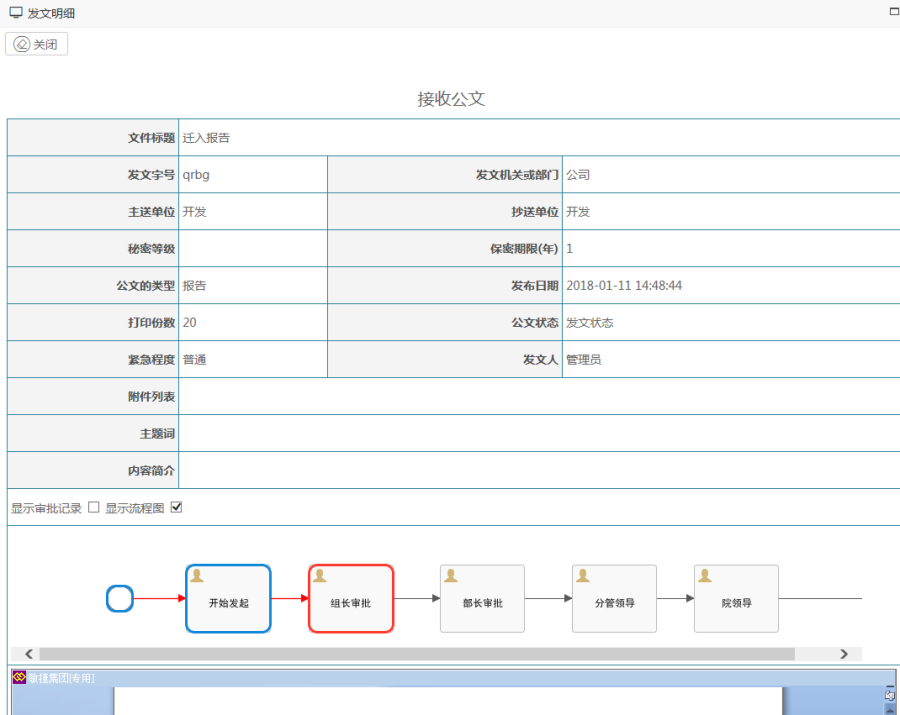 发文明细
关闭
接收公文
文件标题 迁入报告
发文字号 qrbg 发文机关或部门 公司
主送单位 开发 抄送单位 开发
秘密等级 保密期限(年) 1
公文的类型 报告 发布日期 2018-01-11 14:48:44
打印份数 20 公文状态 发文状态
紧急程度 普通 发文人 管理员
附件列表
主题词
内容简介
显示审批记录 显示流程图
开始发起 组长审批 部长审批 分管领导 院领导
敏捷集团[专用]